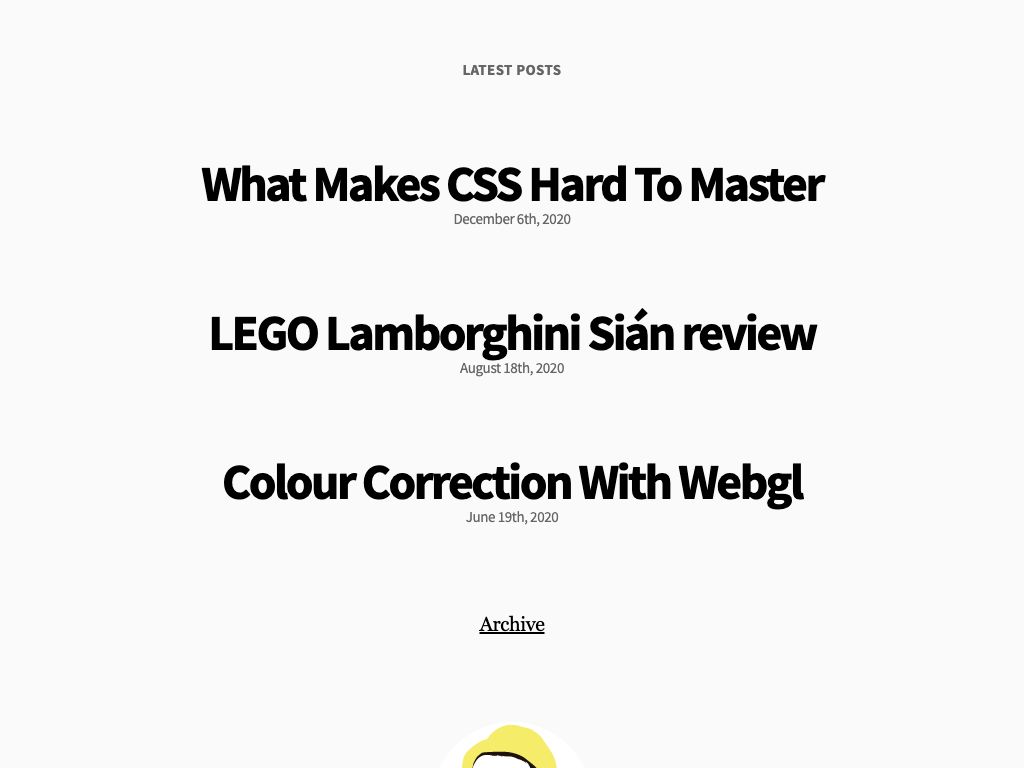 LATEST POSTS
What Makes CSS Hard To Master
December 6th, 2020
LEGO Lamborghini Sián review
August 18th, 2020
Colour Correction With Webgl
June 19th, 2020
Archive